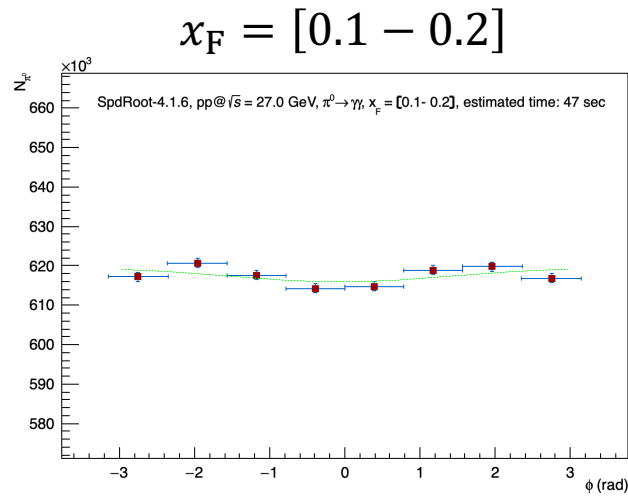 x_F = [0.1 − 0.2]
×10³
N_π⁰
SpdRoot-4.1.6, pp@√s = 27.0 GeV, π⁰→γγ, x_F = [0.1- 0.2], estimated time: 47 sec
660
650
640
630
620
610
600
590
580
−3 −2 −1 0 1 2 3
ϕ (rad)